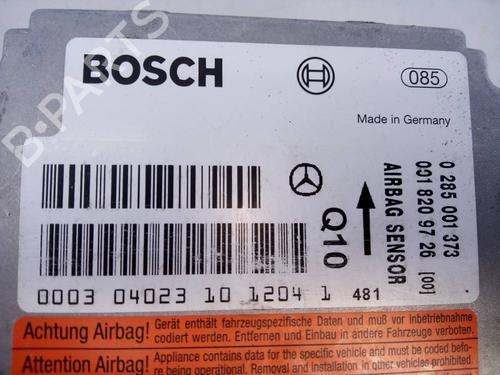 BOSCH
085
Made in Germany
0 285 001 373
001 820 97 26 [00]
AIRBAG SENSOR
Q10
0003 04023 10 1204 1 481
Achtung Airbag! Gerät enthält fahrzeugspezifische Daten und muß vor Inbetriebnahme
codiert werden. Entfernen und Einbau in andere Fahrzeuge verboten.
Attention Airbag! Appliance contains data for the specific vehicle and must be coded befo-
re being operated. Removal and installation in other vehicles
B-PARTS